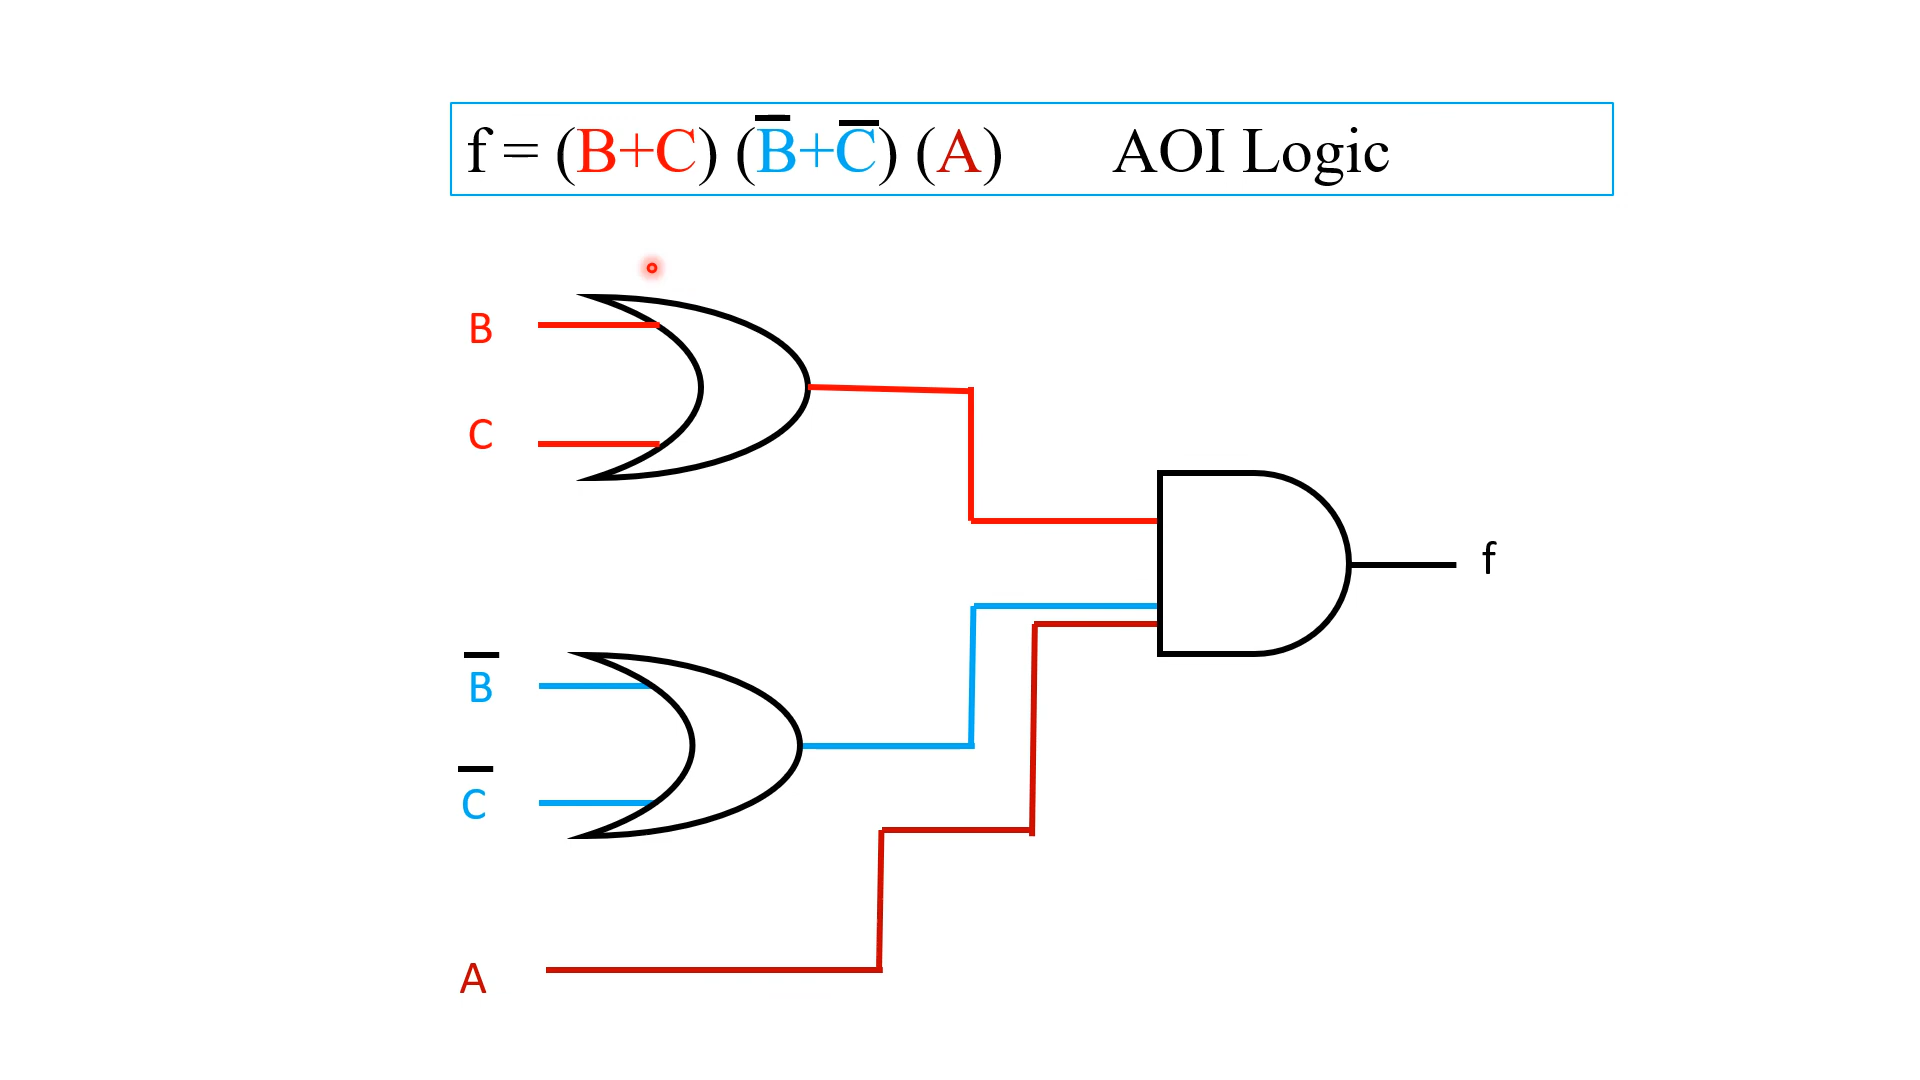 f = (B+C) (B̅+C̅) (A) AOI Logic
B
C
f
B̅
C̅
A